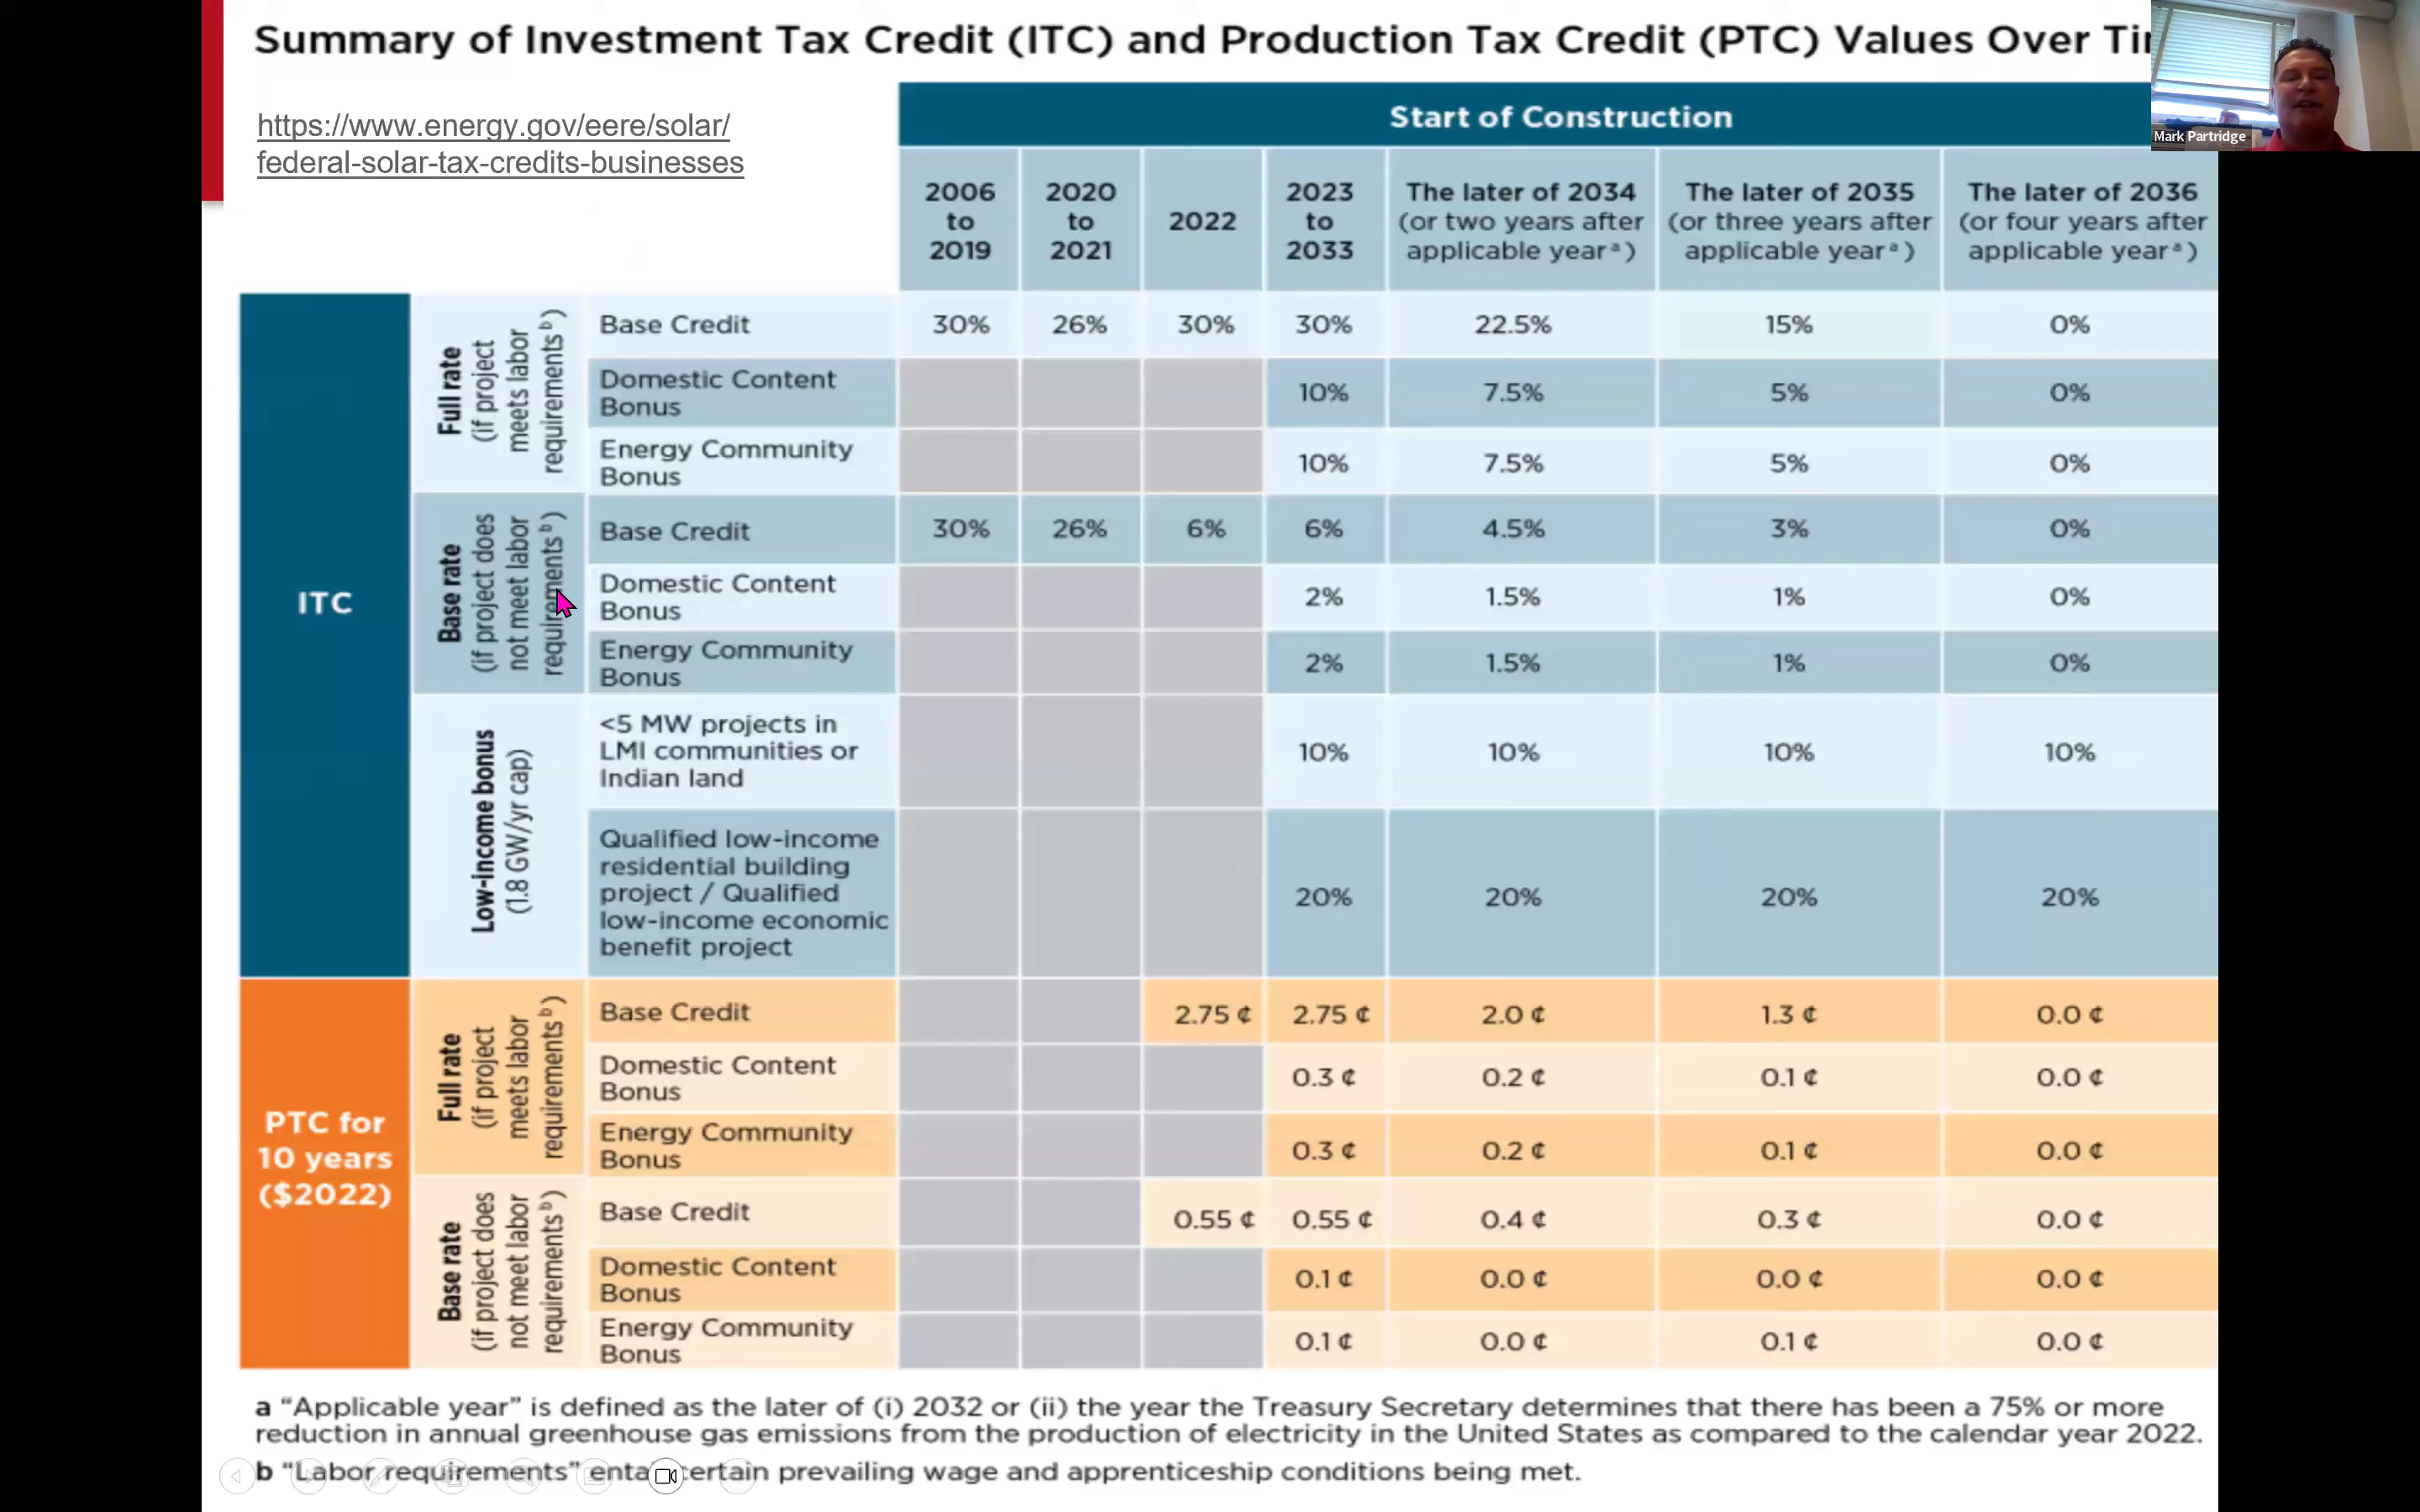 Summary of Investment Tax Credit (ITC) and Production Tax Credit (PTC) Values Over
Mark Partridge
https://www.energy.gov/eere/solar/
federal-solar-tax-credits-businesses
Start of Construction
2006
to
2019
2020
to
2021
2022
2023
to
2033
The later of 2034
(or two years after
applicable year a )
The later of 2035
(or three years after
applicable year a )
The later of 2036
(or four years after
applicable year a )
ITC
Full rate
(if project
meets labor
requirements b )
Base Credit
30% 26% 30% 30% 22.5% 15% 0%
Domestic Content
Bonus
10% 7.5% 5% 0%
Energy Community
Bonus
10% 7.5% 5% 0%
Base rate
(if project does
not meet labor
requirements b )
Base Credit
30% 26% 6% 6% 4.5% 3% 0%
Domestic Content
Bonus
2% 1.5% 1% 0%
Energy Community
Bonus
2% 1.5% 1% 0%
Low-income bonus
(1.8 GW/yr cap)
<5 MW projects in
LMI communities or
Indian land
10% 10% 10% 10%
Qualified low-income
residential building
project / Qualified
low-income economic
benefit project
20% 20% 20% 20%
PTC for
10 years
($2022)
Full rate
(if project
meets labor
requirements b )
Base Credit
2.75 ¢ 2.75 ¢ 2.0 ¢ 1.3 ¢ 0.0 ¢
Domestic Content
Bonus
0.3 ¢ 0.2 ¢ 0.1 ¢ 0.0 ¢
Energy Community
Bonus
0.3 ¢ 0.2 ¢ 0.1 ¢ 0.0 ¢
Base rate
(if project does
not meet labor
requirements b )
Base Credit
0.55 ¢ 0.55 ¢ 0.4 ¢ 0.3 ¢ 0.0 ¢
Domestic Content
Bonus
0.1 ¢ 0.0 ¢ 0.0 ¢ 0.0 ¢
Energy Community
Bonus
0.1 ¢ 0.0 ¢ 0.1 ¢ 0.0 ¢
a “Applicable year” is defined as the later of (i) 2032 or (ii) the year the Treasury Secretary determines that there has been a 75% or more
reduction in annual greenhouse gas emissions from the production of electricity in the United States as compared to the calendar year 2022.
b “Labor requirements” certain prevailing wage and apprenticeship conditions being met.